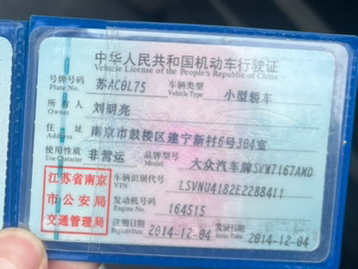 中华人民共和国机动车行驶证
Vehicle License of the People's Republic of China
号牌号码 苏AC0L75 车辆类型 小型轿车
Plate No. Vehicle Type
所有人 刘明亮
Owner
住址 南京市鼓楼区建宁新村6号304室
Address
使用性质 非营运 品牌型号 大众汽车牌SVW7167AMD
Use Character Model
江苏省南京
市公安局
交通管理局
车辆识别代号 LSVNU4182E2288411
VIN
发动机号码 164515
Engine No.
注册日期 2014-12-04 发证日期 2014-12-04
Register Date Issue Date